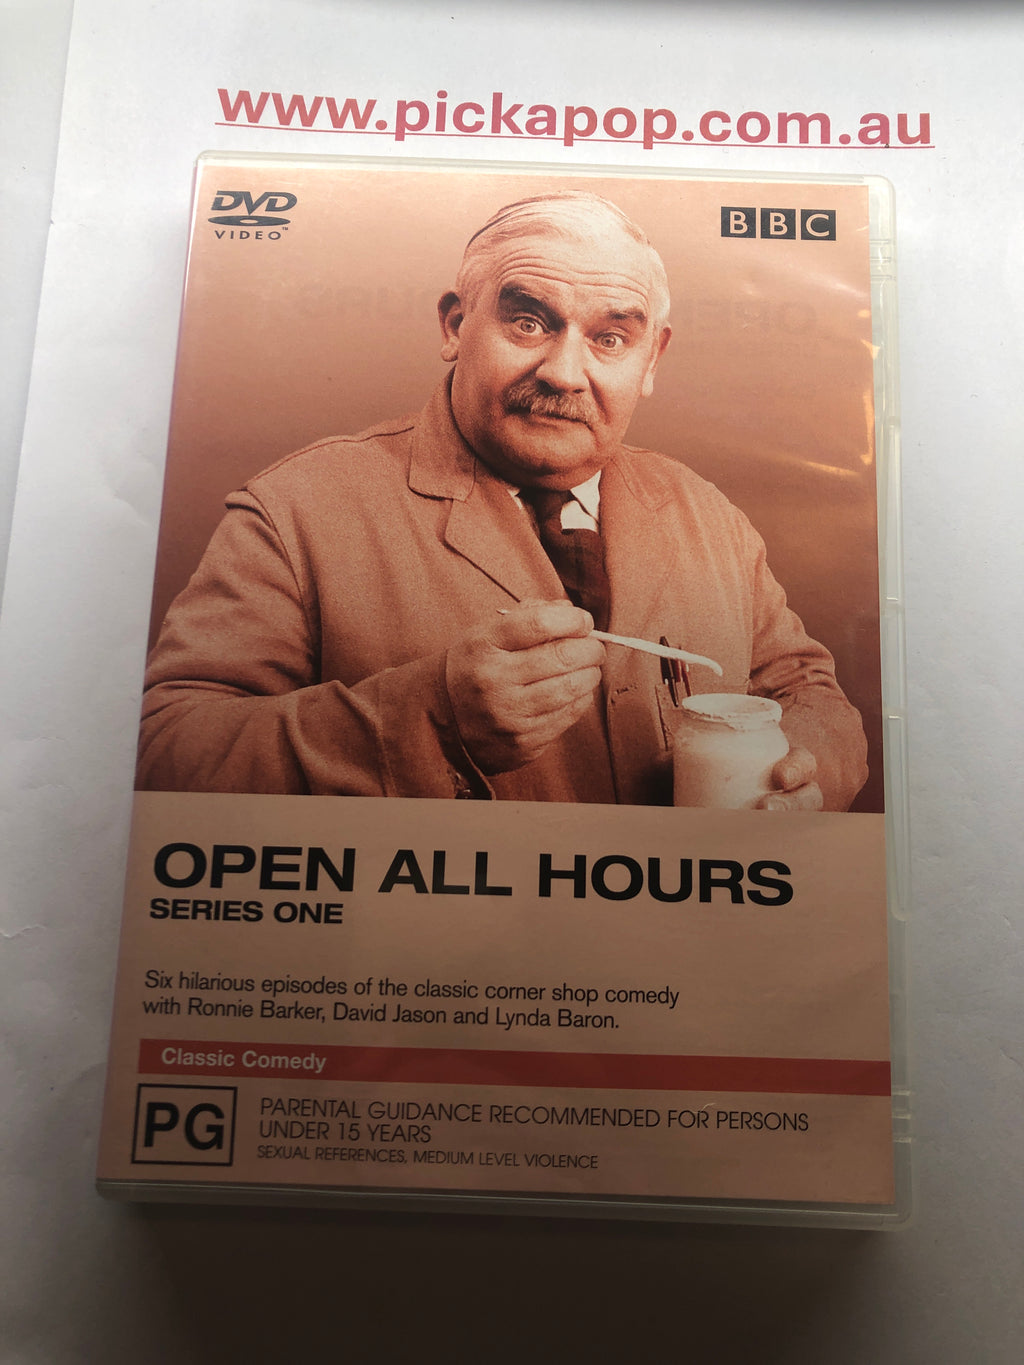 www.pickapop.com.au
DVD
VIDEO™
BBC
OPEN ALL HOURS
SERIES ONE
Six hilarious episodes of the classic corner shop comedy
with Ronnie Barker, David Jason and Lynda Baron.
Classic Comedy
PG
PARENTAL GUIDANCE RECOMMENDED FOR PERSONS
UNDER 15 YEARS
SEXUAL REFERENCES, MEDIUM LEVEL VIOLENCE